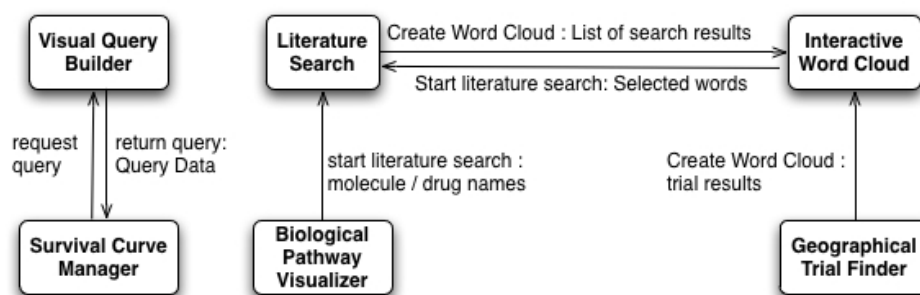 Visual Query
Builder
Literature
Search
Create Word Cloud : List of search results
Start literature search: Selected words
Interactive
Word Cloud
request
query
return query:
Query Data
start literature search :
molecule / drug names
Create Word Cloud :
trial results
Survival Curve
Manager
Biological
Pathway
Visualizer
Geographical
Trial Finder